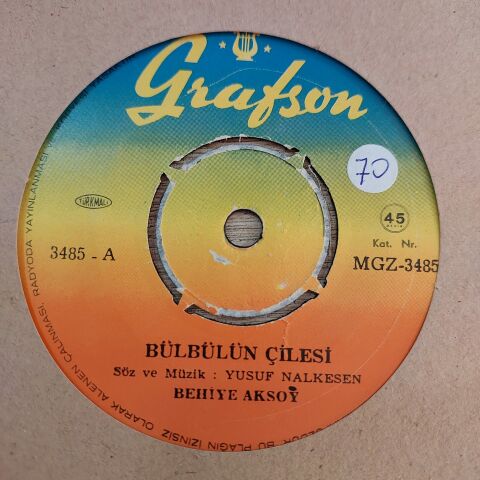 Grafson
70
TÜRKMALI
45
3485 - A
Kat. Nr.
MGZ-3485
BÜLBÜLÜN ÇİLESİ
Söz ve Müzik : YUSUF NALKESEN
BEHİYE AKSOY
BU PLAĞIN İZİNSİZ OLARAK ALENEN ÇALINMASI, RADYODA YAYINLANMASI